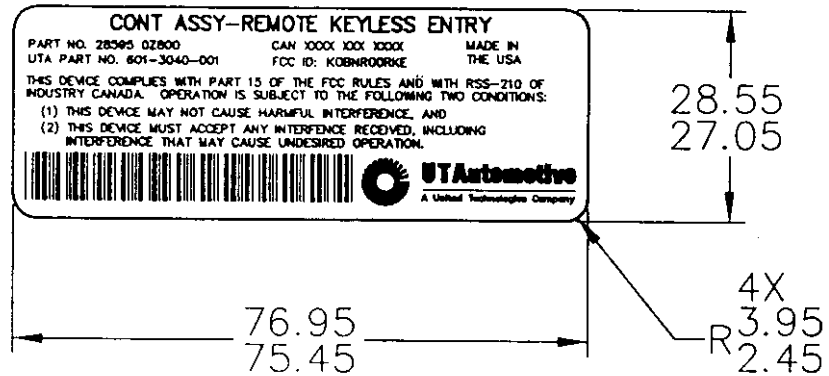 CONT ASSY-REMOTE KEYLESS ENTRY
PART NO. 28595 0Z800 CAN XXXX XXX XXXX MADE IN
UTA PART NO. 601-3040-001 FCC ID: KOBNROORKE THE USA
THIS DEVICE COMPLIES WITH PART 15 OF THE FCC RULES AND WITH RSS-210 OF
INDUSTRY CANADA. OPERATION IS SUBJECT TO THE FOLLOWING TWO CONDITIONS:
(1) THIS DEVICE MAY NOT CAUSE HARMFUL INTERFERENCE, AND
(2) THIS DEVICE MUST ACCEPT ANY INTERFENCE RECEIVED, INCLUDING
INTERFERENCE THAT MAY CAUSE UNDESIRED OPERATION.
UTAutomotive
A United Technologies Company
28.55
27.05
76.95
75.45
4X
R 3.95
2.45